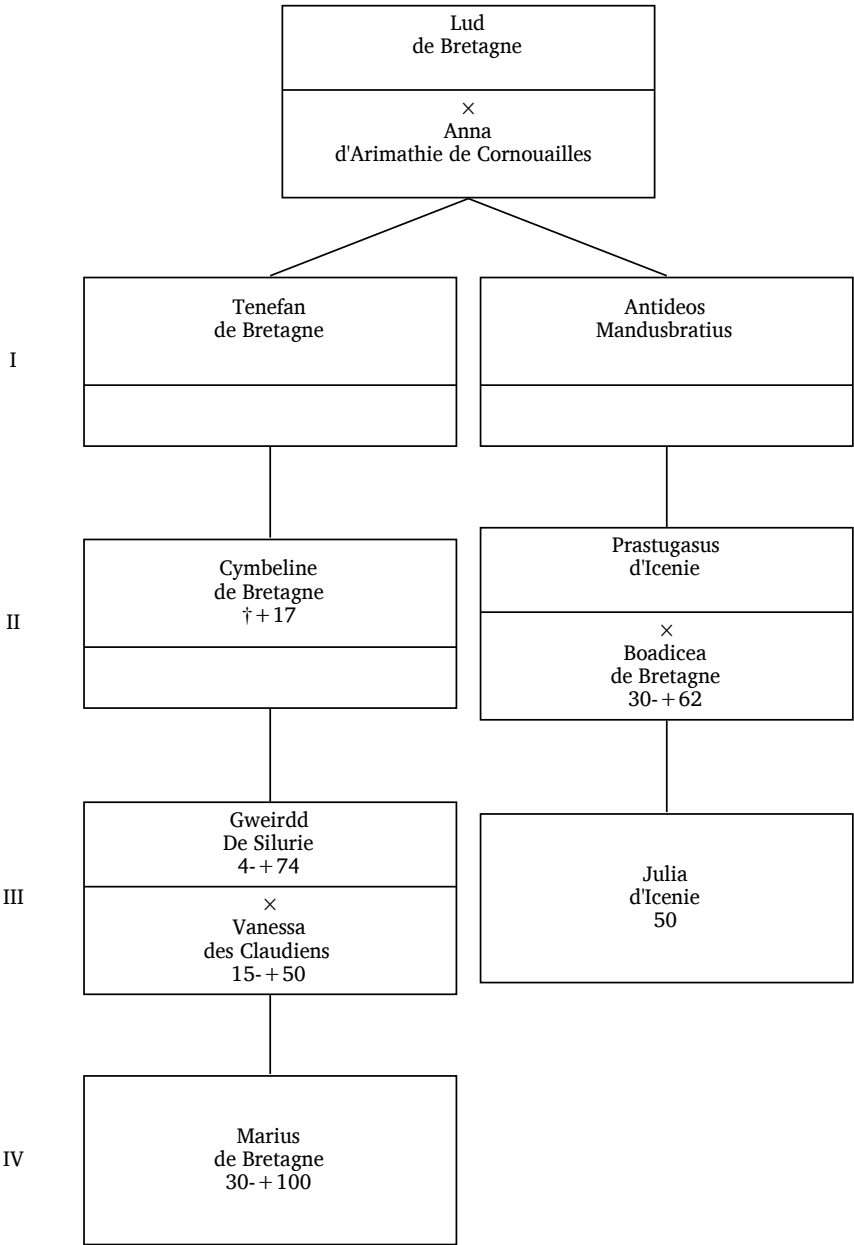 Lud
de Bretagne
×
Anna
d'Arimathie de Cornouailles
I
Tenefan
de Bretagne
Antideos
Mandusbratius
II
Cymbeline
de Bretagne
†+17
Prastugasus
d'Icenie
×
Boadicea
de Bretagne
30-+62
III
Gweirdd
De Silurie
4-+74
×
Vanessa
des Claudiens
15-+50
Julia
d'Icenie
50
IV
Marius
de Bretagne
30-+100